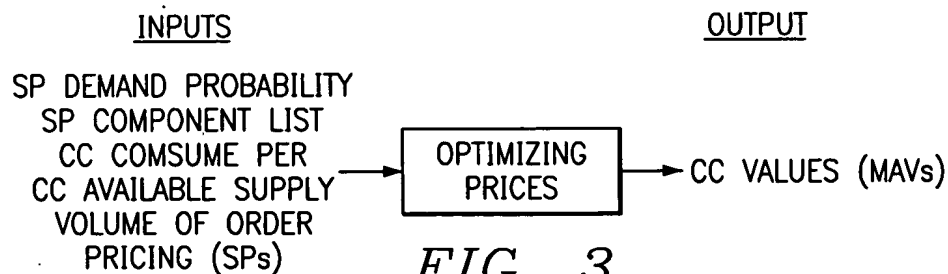 INPUTS
OUTPUT
SP DEMAND PROBABILITY
SP COMPONENT LIST
CC COMSUME PER
CC AVAILABLE SUPPLY
VOLUME OF ORDER
PRICING (SPs)
OPTIMIZING
PRICES
CC VALUES (MAVs)
FIG. 3